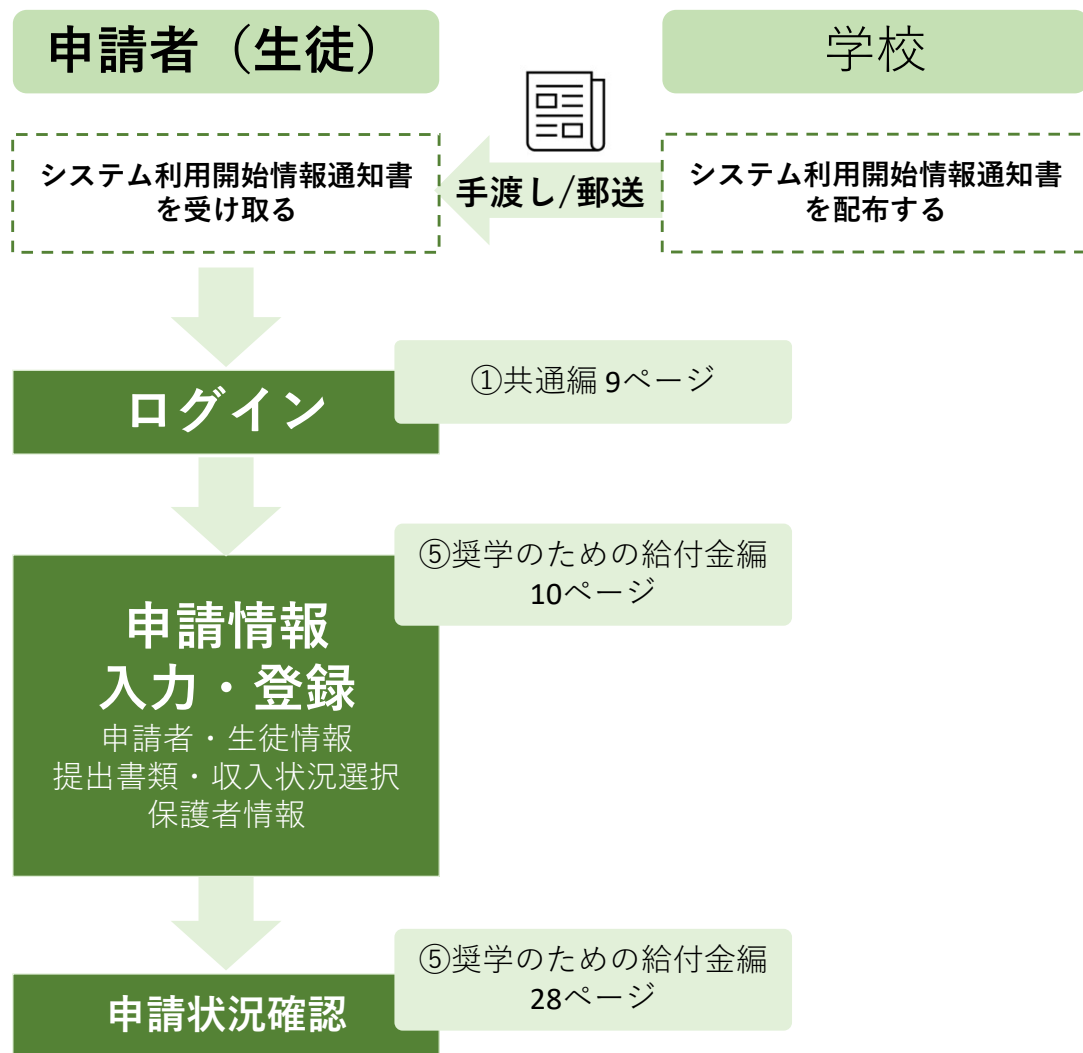 申請者（生徒）
学校
システム利用開始情報通知書
を受け取る
手渡し/郵送
システム利用開始情報通知書
を配布する
ログイン
①共通編 9ページ
申請情報
入力・登録
申請者・生徒情報
提出書類・収入状況選択
保護者情報
⑤奨学のための給付金編
10ページ
申請状況確認
⑤奨学のための給付金編
28ページ